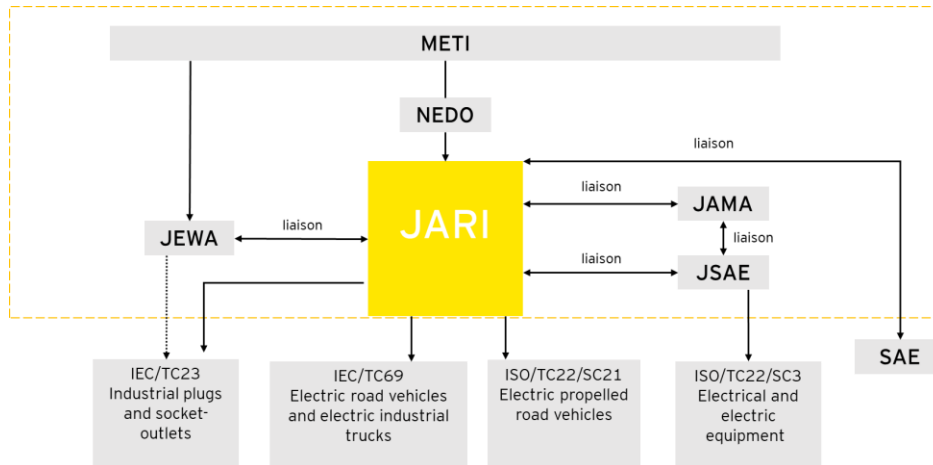 METI
NEDO
liaison
liaison
JAMA
JARI
liaison
JEWA
liaison
liaison
JSAE
SAE
IEC/TC23
Industrial plugs
and socket-
outlets
IEC/TC69
Electric road vehicles
and electric industrial
trucks
ISO/TC22/SC21
Electric propelled
road vehicles
ISO/TC22/SC3
Electrical and
electric
equipment